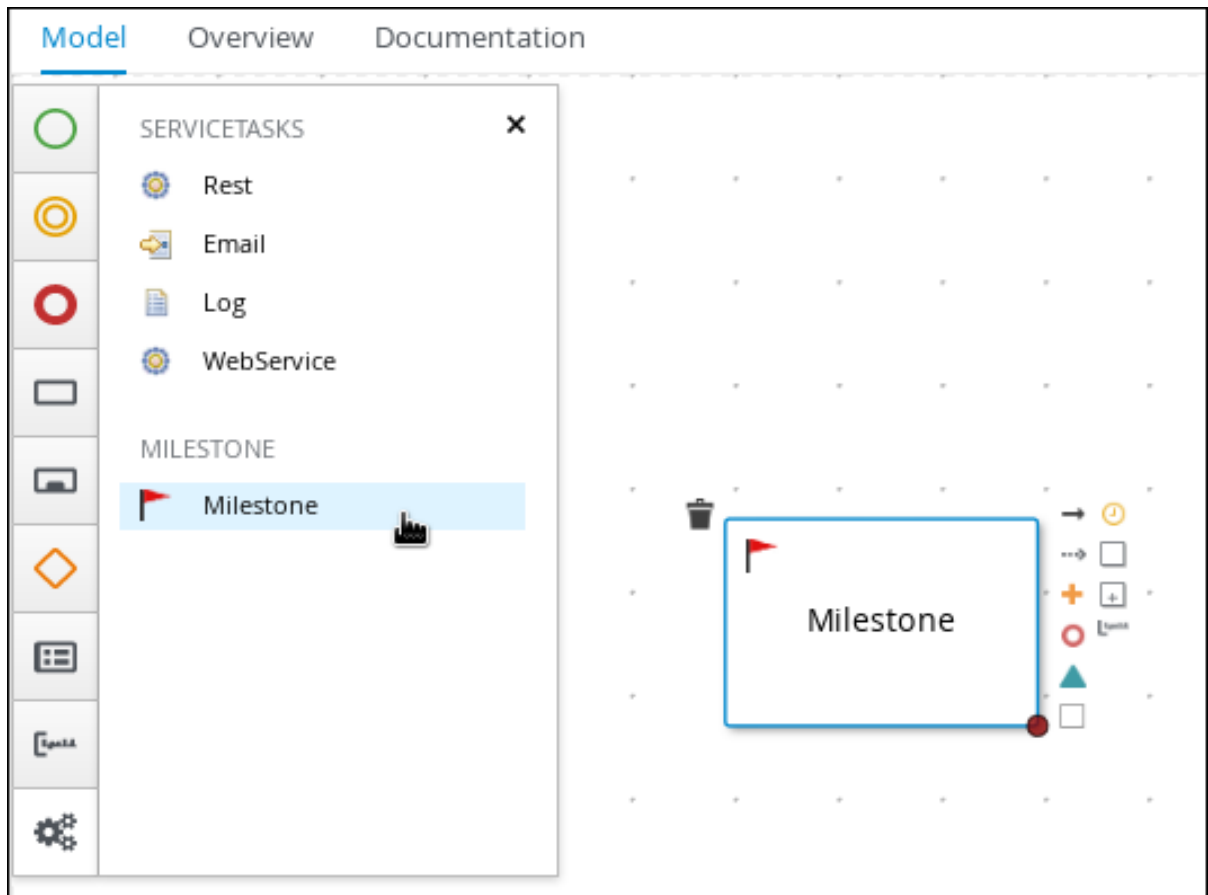 Model Overview Documentation
SERVICETASKS
Rest
Email
Log
WebService
MILESTONE
Milestone
Milestone